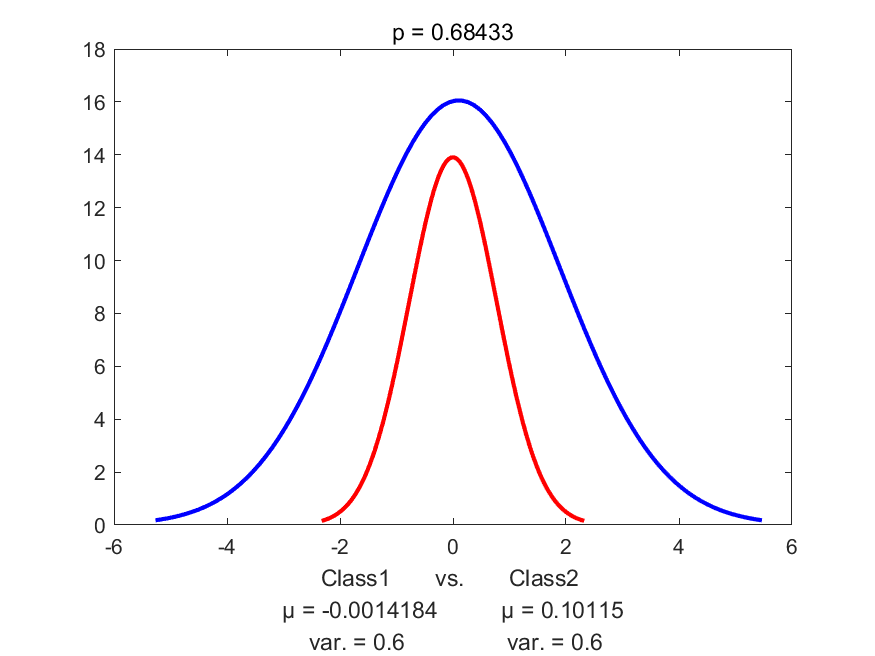 p = 0.68433
18
16
14
12
10
8
6
4
2
0
-6 -4 -2 0 2 4 6
Class1 vs. Class2
µ = -0.0014184 µ = 0.10115
var. = 0.6 var. = 0.6